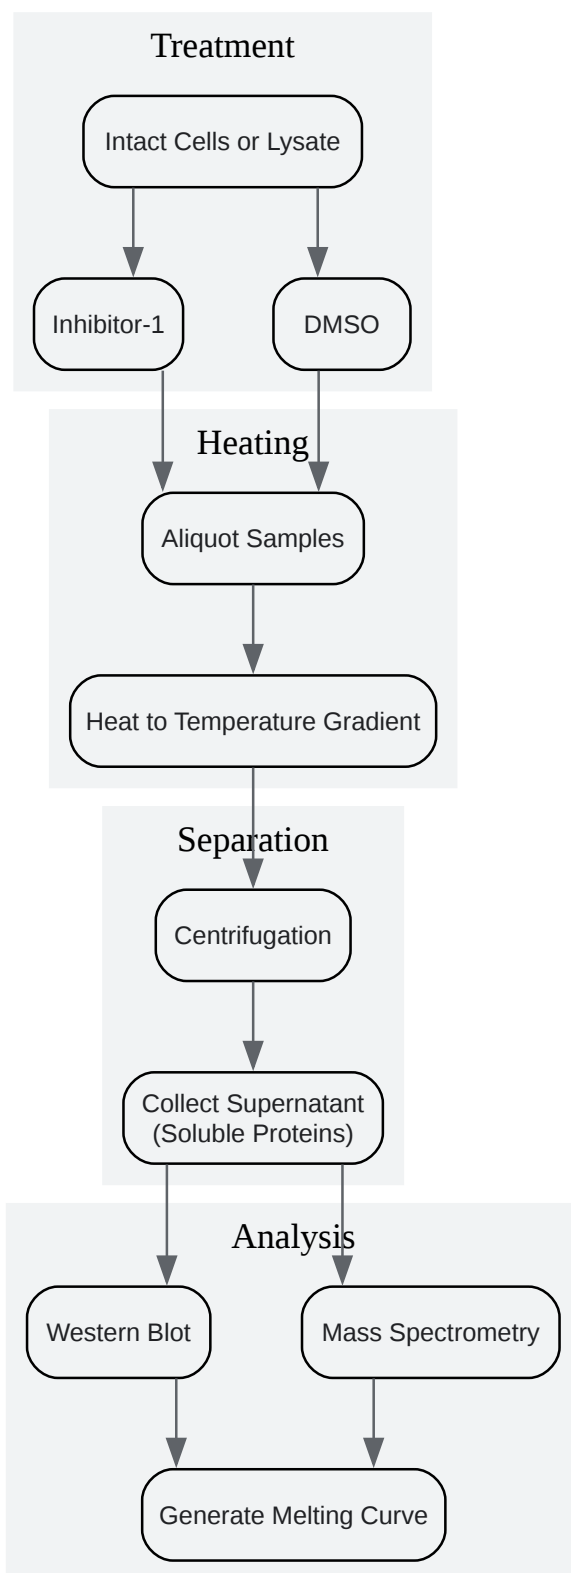 Treatment
Intact Cells or Lysate
Inhibitor-1
DMSO
Heating
Aliquot Samples
Heat to Temperature Gradient
Separation
Centrifugation
Collect Supernatant
(Soluble Proteins)
Analysis
Western Blot
Mass Spectrometry
Generate Melting Curve